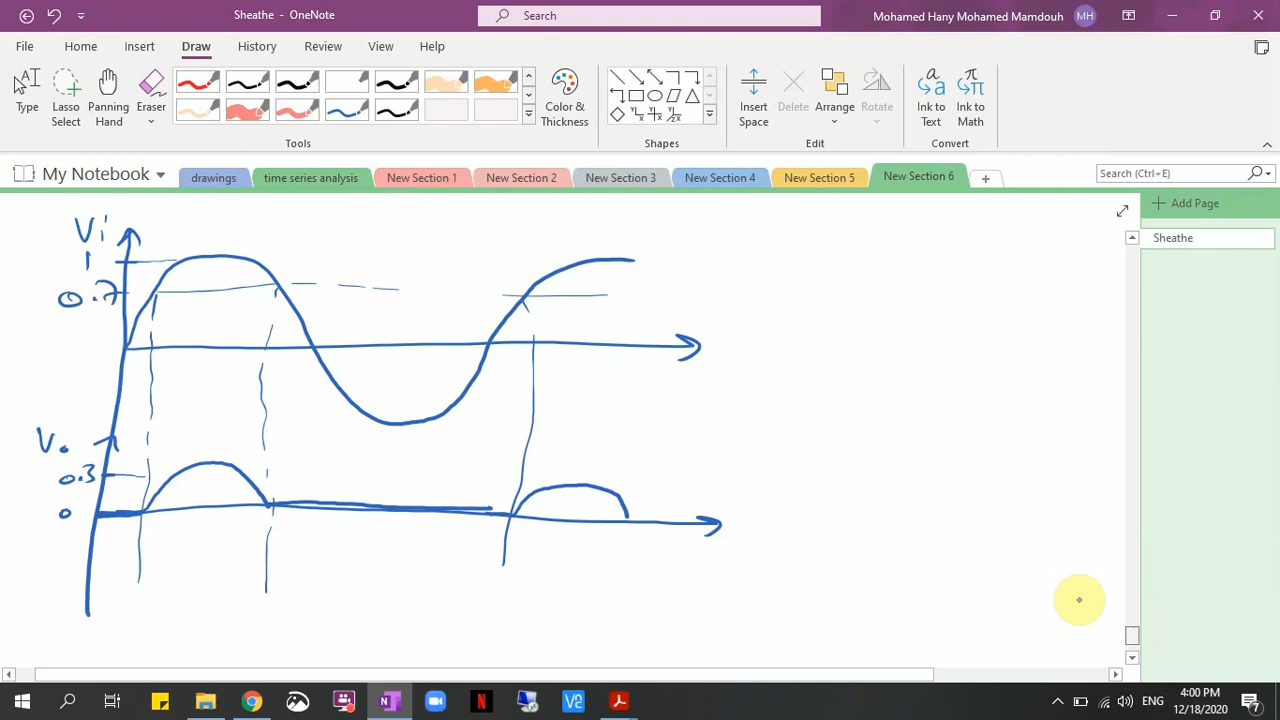 Sheathe - OneNote
Search
Mohamed Hany Mohamed Mamdouh
MH
File
Home
Insert
Draw
History
Review
View
Help
Type
Lasso Select
Panning Hand
Eraser
Color & Thickness
Insert Space
Delete
Arrange
Rotate
Ink to Text
Ink to Math
Tools
Shapes
Edit
Convert
My Notebook
drawings
time series analysis
New Section 1
New Section 2
New Section 3
New Section 4
New Section 5
New Section 6
Search (Ctrl+E)
Add Page
Sheathe
Vi
1
0.7
Vo
0.3
0
ENG
4:00 PM
12/18/2020
7